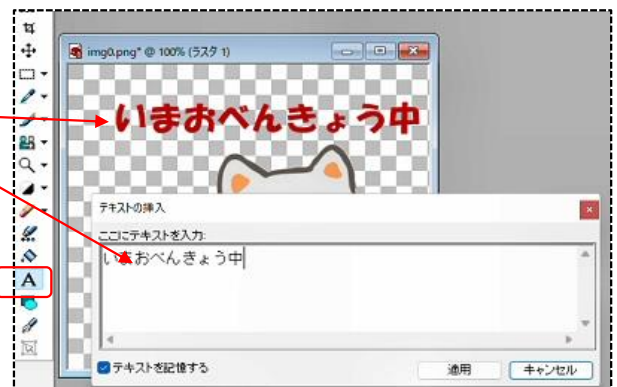 img0.png* @ 100% (ラスタ 1)
いまおべんきょう中
テキストの挿入
ここにテキストを入力:
いまおべんきょう中
テキストを記憶する
適用 キャンセル
A